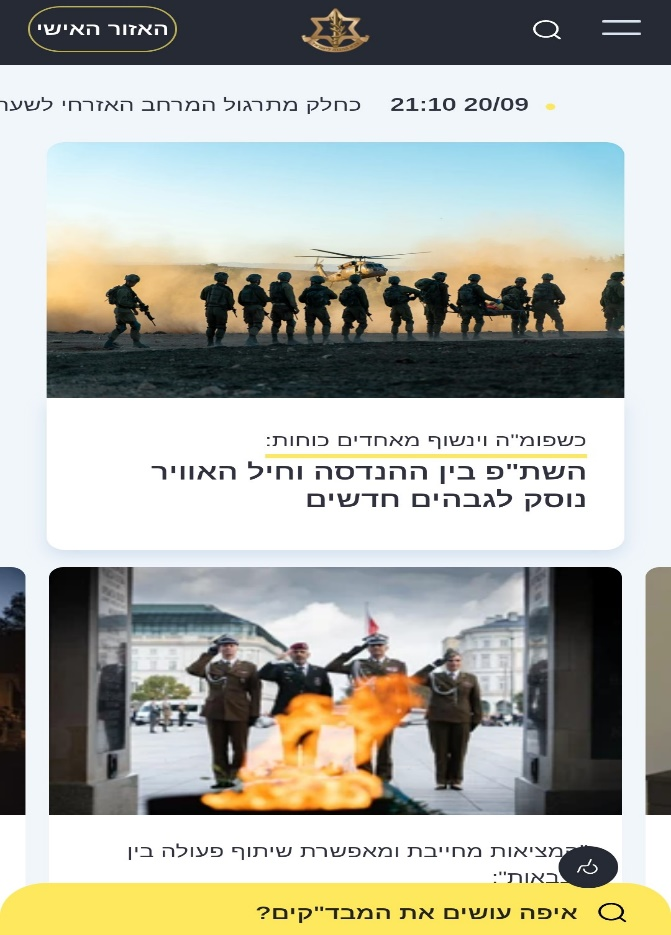 האזור האישי
21:10 20/09 כחלק מתרגול המרחב האזרחי לשער
כשפומ"ה וינשוף מאחדים כוחות:
השת"פ בין ההנדסה וחיל האוויר
נוסק לגבהים חדשים
המציאות מחייבת ומאפשרת שיתוף פעולה בין
איפה עושים את המבד"קים?